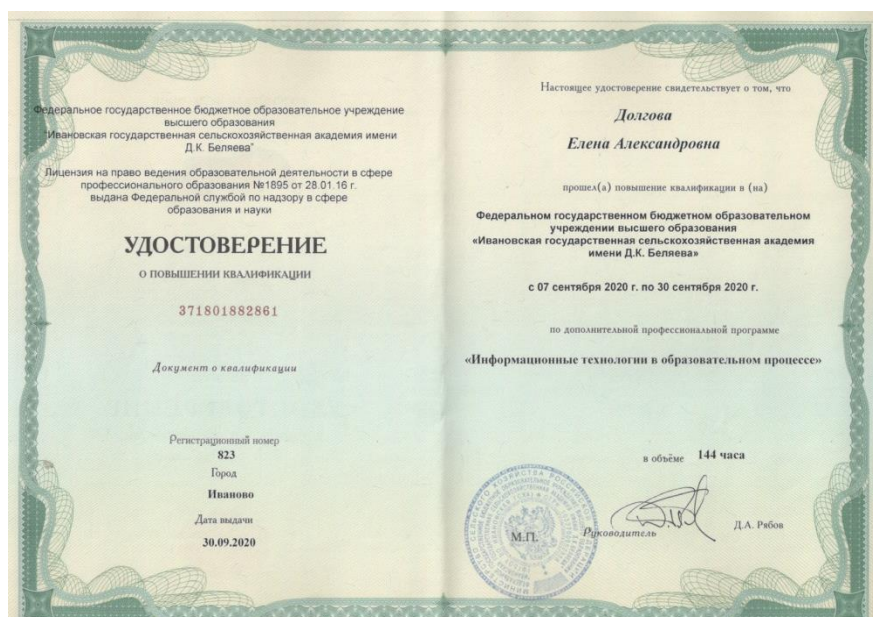 Федеральное государственное бюджетное образовательное учреждение
высшего образования
"Ивановская государственная сельскохозяйственная академия имени
Д.К. Беляева"
Лицензия на право ведения образовательной деятельности в сфере
профессионального образования №1895 от 28.01.16 г.
выдана Федеральной службой по надзору в сфере
образования и науки
УДОСТОВЕРЕНИЕ
О ПОВЫШЕНИИ КВАЛИФИКАЦИИ
371801882861
Документ о квалификации
Регистрационный номер
823
Город
Иваново
Дата выдачи
30.09.2020
Настоящее удостоверение свидетельствует о том, что
Долгова
Елена Александровна
прошел(а) повышение квалификации в (на)
Федеральном государственном бюджетном образовательном
учреждении высшего образования
«Ивановская государственная сельскохозяйственная академия
имени Д.К. Беляева»
с 07 сентября 2020 г. по 30 сентября 2020 г.
по дополнительной профессиональной программе
«Информационные технологии в образовательном процессе»
в объёме 144 часа
М.П.
Руководитель
Д.А. Рябов